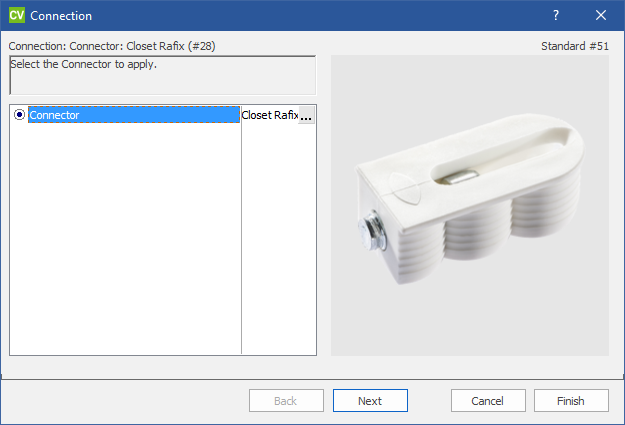 CV Connection
?
Connection: Connector: Closet Rafix (#28)
Standard #51
Select the Connector to apply.
Connector
Closet Rafix ...
Back
Next
Cancel
Finish